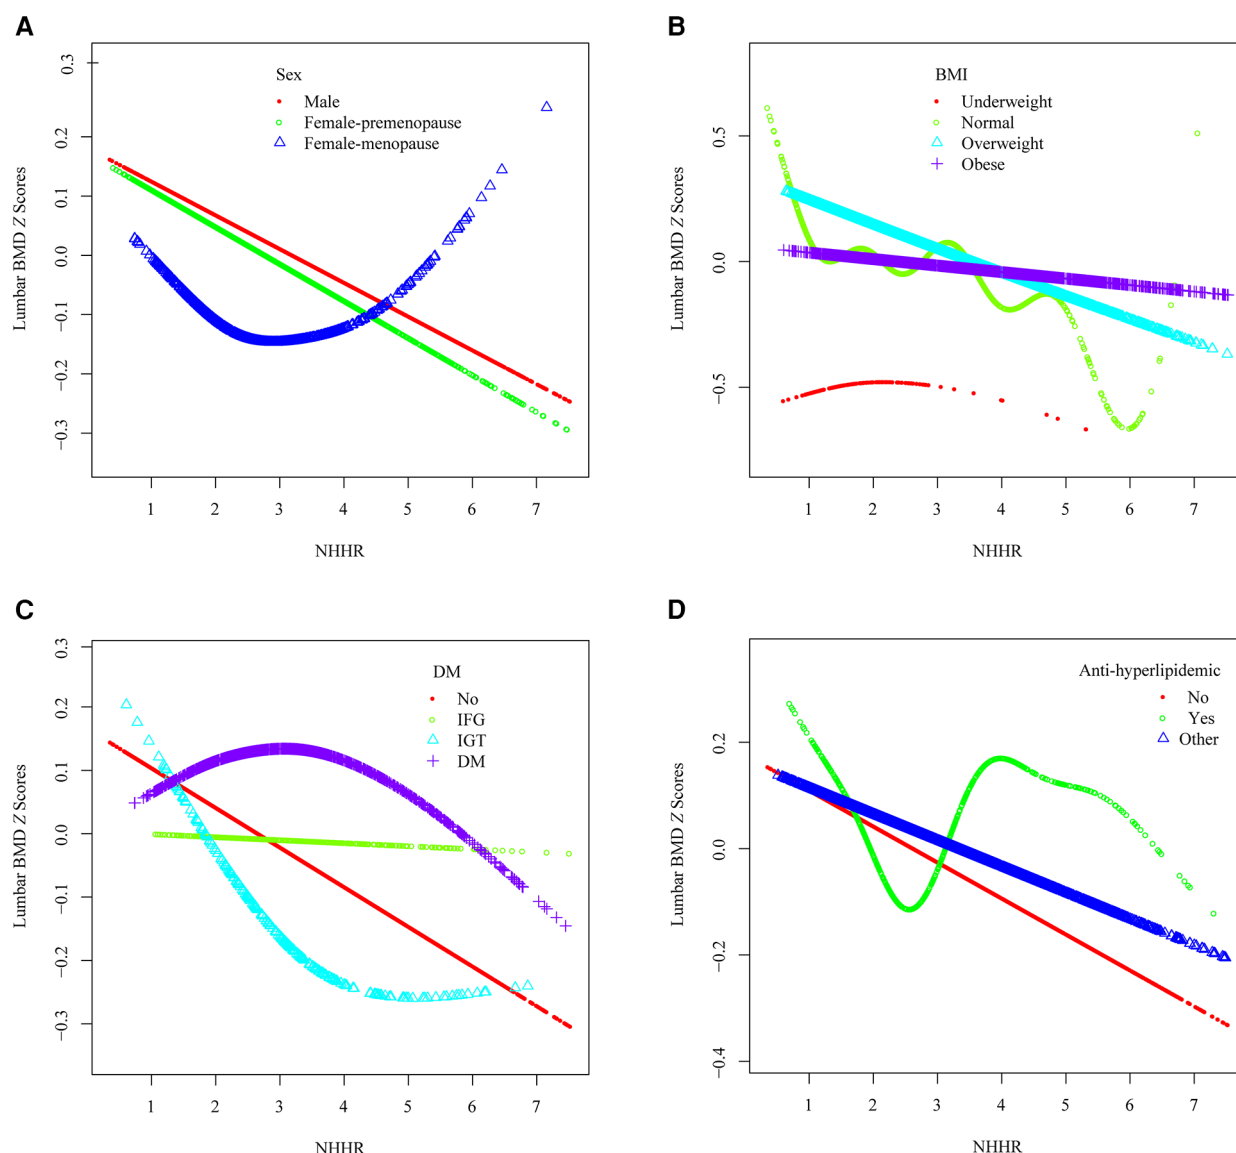 A
Lumbar BMD Z Scores
0.3
0.2
0.1
0.0
−0.1
−0.2
−0.3
Sex
Male
Female-premenopause
Female-menopause
1 2 3 4 5 6 7
NHHR
B
Lumbar BMD Z Scores
0.5
0.0
−0.5
BMI
Underweight
Normal
Overweight
Obese
1 2 3 4 5 6 7
NHHR
C
Lumbar BMD Z Scores
0.3
0.2
0.1
0.0
−0.1
−0.2
−0.3
DM
No
IFG
IGT
DM
1 2 3 4 5 6 7
NHHR
D
Lumbar BMD Z Scores
0.2
0.0
−0.2
−0.4
Anti-hyperlipidemic
No
Yes
Other
1 2 3 4 5 6 7
NHHR